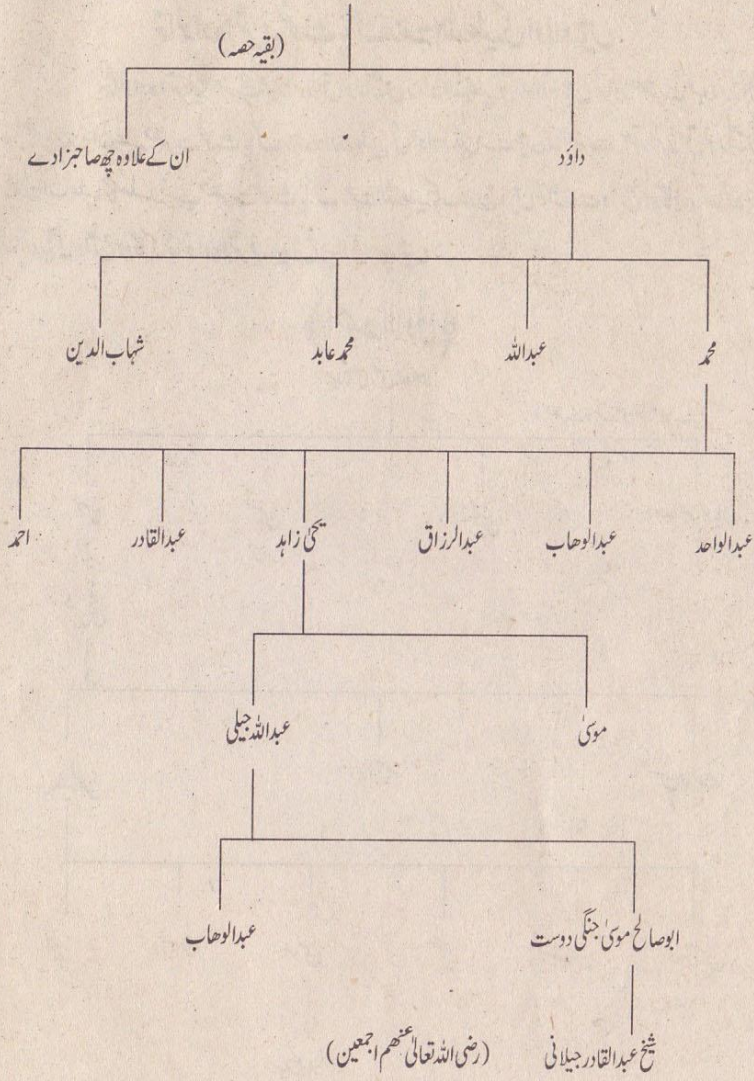 (بقیہ حصہ)
داؤد ان کے علاوہ چھ صاحبزادے
محمد عبداللہ محمد عابد شہاب الدین
عبدالواحد عبدالوھاب عبدالرزاق یحیٰ زاہد عبدالقادر احمد
موسیٰ عبداللہ جیلی
ابوصالح موسیٰ جنگی دوست عبدالوھاب
شیخ عبدالقادر جیلانی (رضی اللہ تعالیٰ عنھم اجمعین)